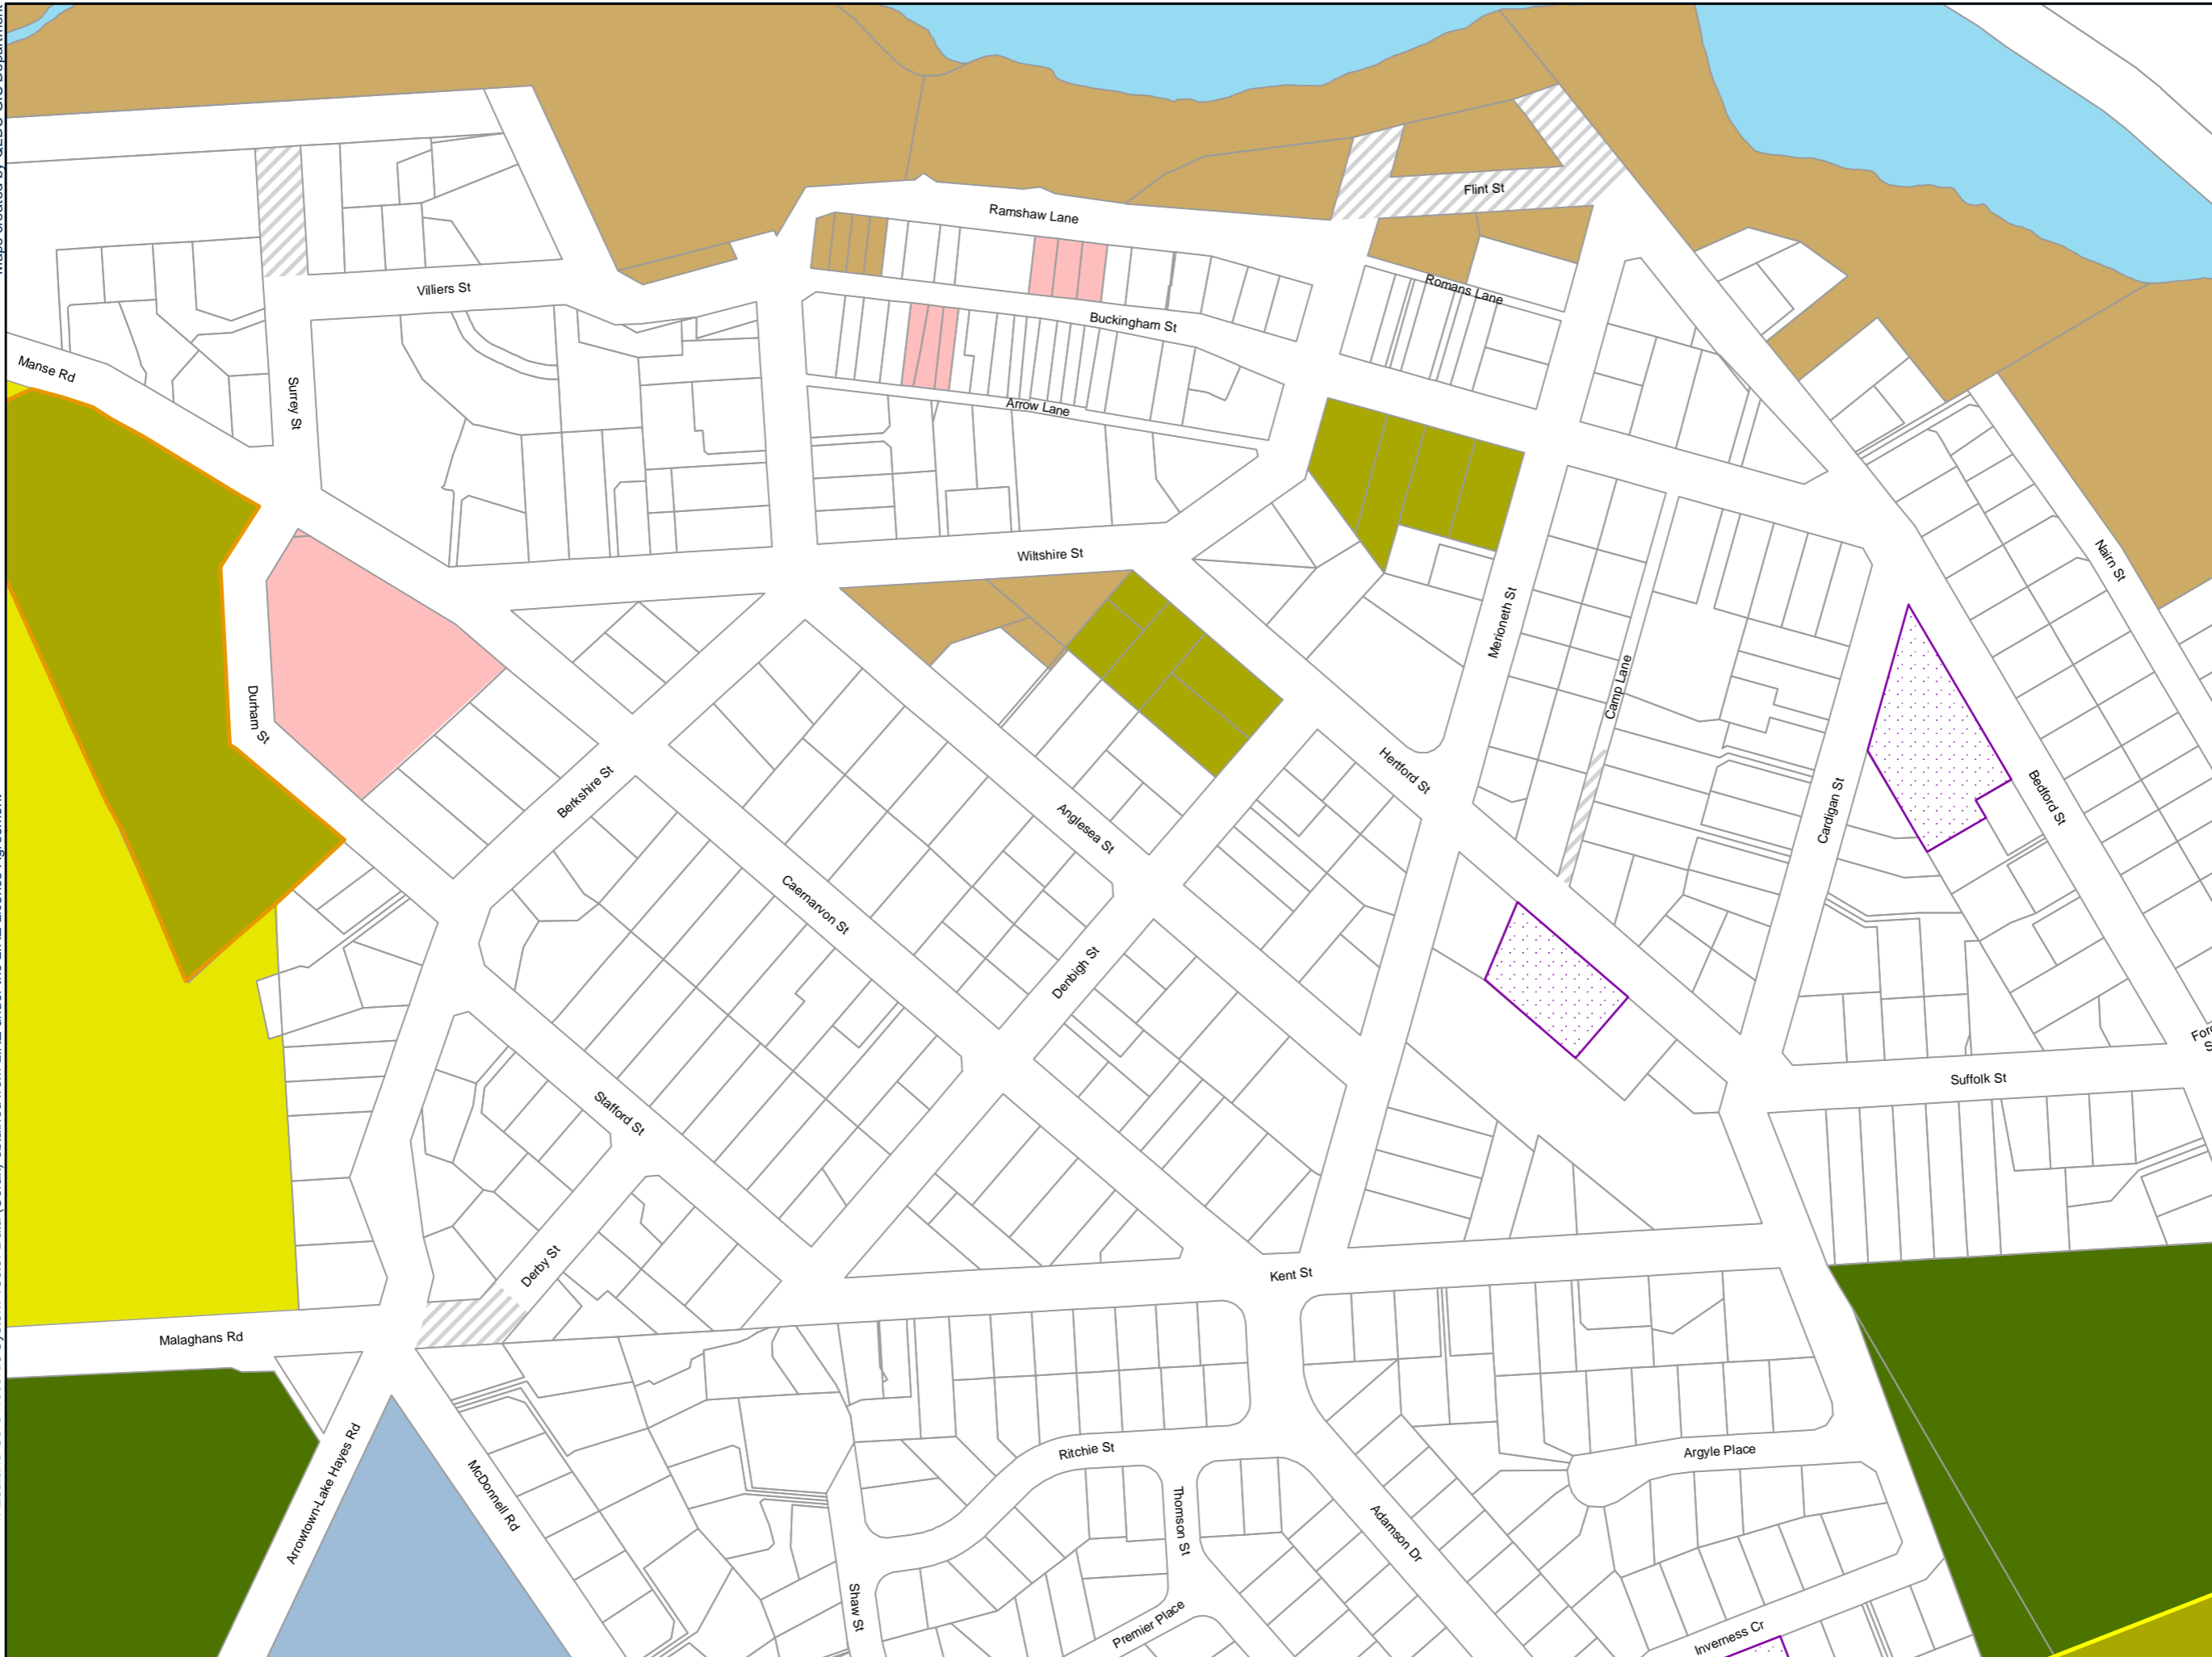 Flint St
Ramshaw Lane
Romans Lane
Villiers St
Buckingham St
Manse Rd
Surrey St
Arrow Lane
Wiltshire St
Nairn St
Merioneth St
Camp Lane
Durham St
Hertford St
Berkshire St
Bedford St
Cardigan St
Anglesea St
Caernarvon St
Denbigh St
Suffolk St
Stafford St
Derby St
Kent St
Malaghans Rd
Ritchie St
Argyle Place
Arrowtown-Lake Hayes Rd
McDonnell Rd
Thomson St
Adamson Dr
Shaw St
Premier Place
Inverness Cr